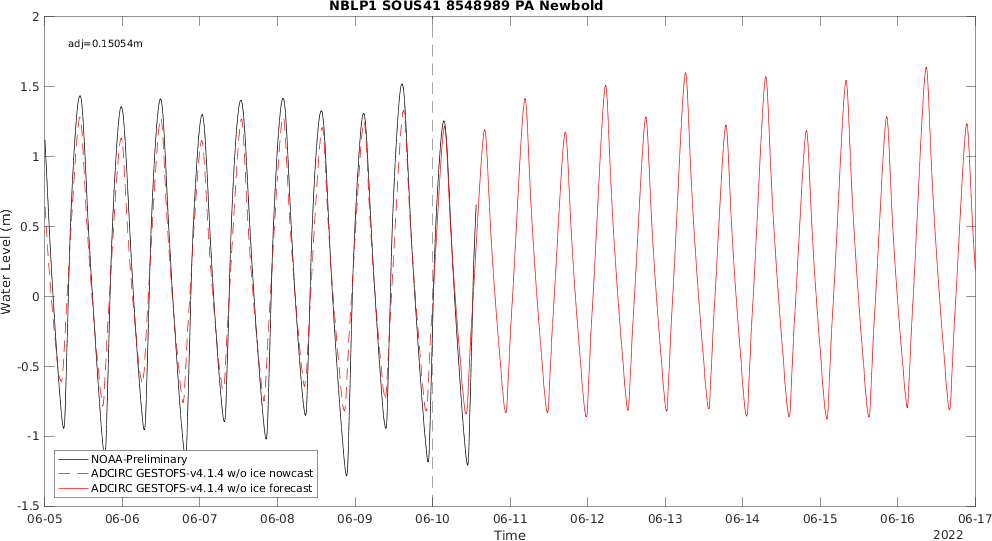 NBLP1 SOUS41 8548989 PA Newbold
adj=0.15054m
2
1.5
1
0.5
0
-0.5
-1
-1.5
Water Level (m)
NOAA-Preliminary
ADCIRC GESTOFS-v4.1.4 w/o ice nowcast
ADCIRC GESTOFS-v4.1.4 w/o ice forecast
06-05 06-06 06-07 06-08 06-09 06-10 06-11 06-12 06-13 06-14 06-15 06-16 06-17
Time
2022